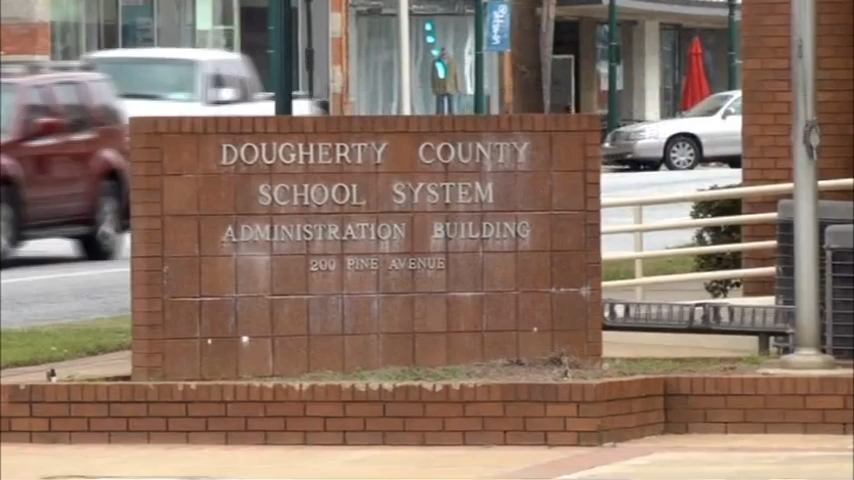 DOUGHERTY COUNTY
SCHOOL SYSTEM
ADMINISTRATION BUILDING
200 PINE AVENUE